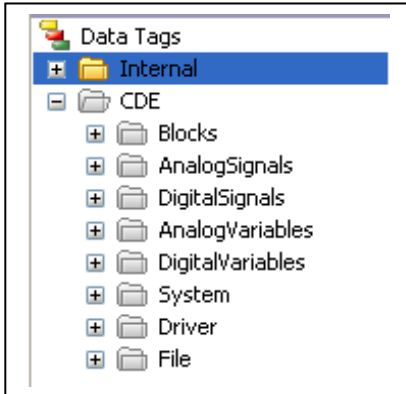 Data Tags
Internal
CDE
Blocks
AnalogSignals
DigitalSignals
AnalogVariables
DigitalVariables
System
Driver
File